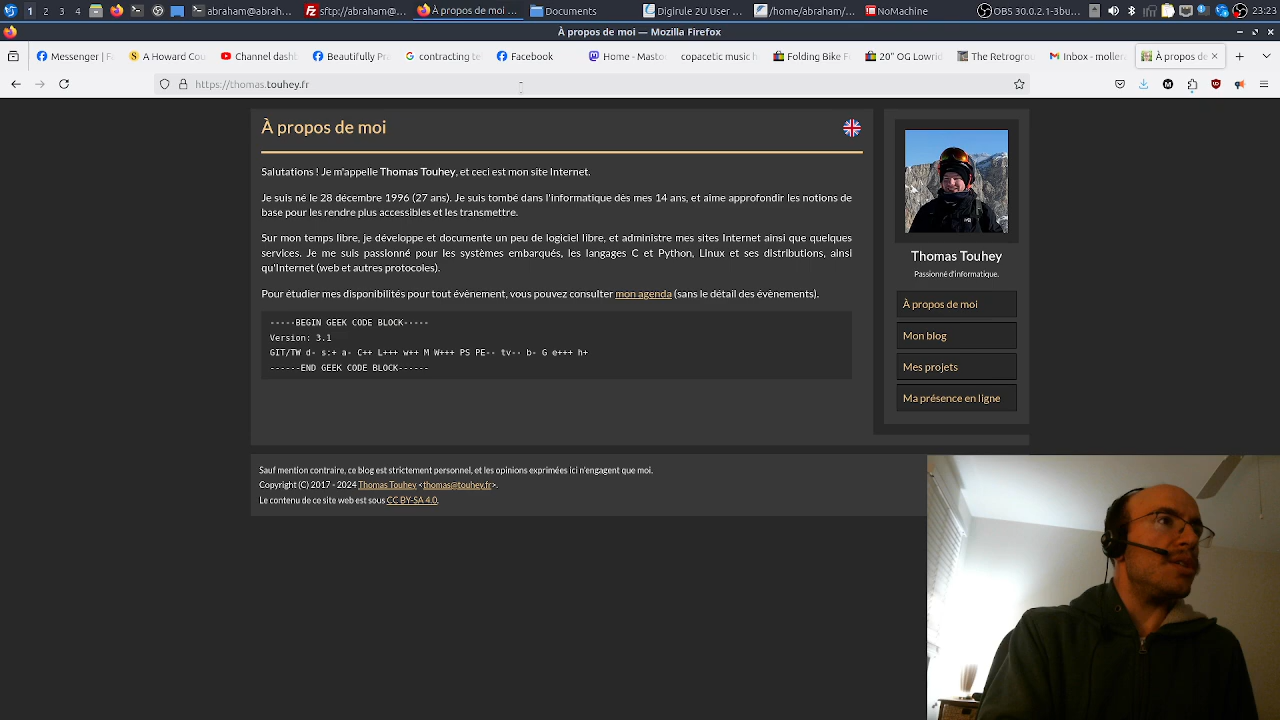 1 2 3 4
abraham@abrah...
sftp://abraham@...
À propos de moi ...
Documents
Digirule 2U User ...
/home/abraham/...
NoMachine
OBS 30.0.2.1-3bu...
23:23
À propos de moi — Mozilla Firefox
Messenger | Fa
A Howard Cou
Channel dashb
Beautifully Pro
contrasting ter
Facebook
Home - Masto
copacetic music h
Folding Bike F
20" OG Lowrid
The Retrogrou
Inbox - mollere
À propos de
https://thomas.touhey.fr
À propos de moi
Salutations ! Je m'appelle Thomas Touhey, et ceci est mon site Internet.
Je suis né le 28 décembre 1996 (27 ans). Je suis tombé dans l'informatique dès mes 14 ans, et aime approfondir les notions de
base pour les rendre plus accessibles et les transmettre.
Sur mon temps libre, je développe et documente un peu de logiciel libre, et administre mes sites Internet ainsi que quelques
services. Je me suis passionné pour les systèmes embarqués, les langages C et Python, Linux et ses distributions, ainsi
qu'Internet (web et autres protocoles).
Pour étudier mes disponibilités pour tout évènement, vous pouvez consulter mon agenda (sans le détail des évènements).
-----BEGIN GEEK CODE BLOCK-----
Version: 3.1
GIT/TW d- s:+ a- C++ L+++ w++ M W+++ PS PE-- tv-- b- G e+++ h+
------END GEEK CODE BLOCK------
Thomas Touhey
Passionné d'informatique.
À propos de moi
Mon blog
Mes projets
Ma présence en ligne
Sauf mention contraire, ce blog est strictement personnel, et les opinions exprimées ici n'engagent que moi.
Copyright (C) 2017 - 2024 Thomas Touhey <thomas@touhey.fr>.
Le contenu de ce site web est sous CC BY-SA 4.0.